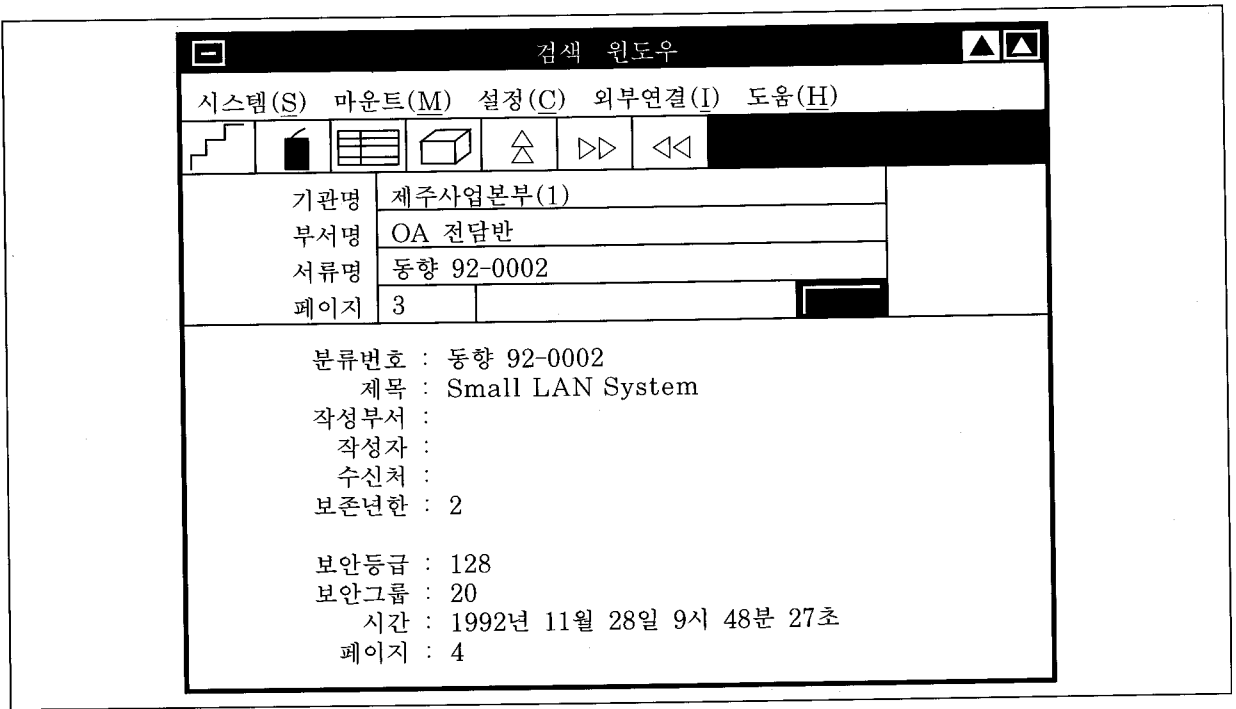 검색 윈도우
시스템(S) 마운트(M) 설정(C) 외부연결(I) 도움(H)
기관명 제주사업본부(1)
부서명 OA 전담반
서류명 동향 92-0002
페이지 3
분류번호 : 동향 92-0002
제목 : Small LAN System
작성부서 :
작성자 :
수신처 :
보존년한 : 2
보안등급 : 128
보안그룹 : 20
시간 : 1992년 11월 28일 9시 48분 27초
페이지 : 4